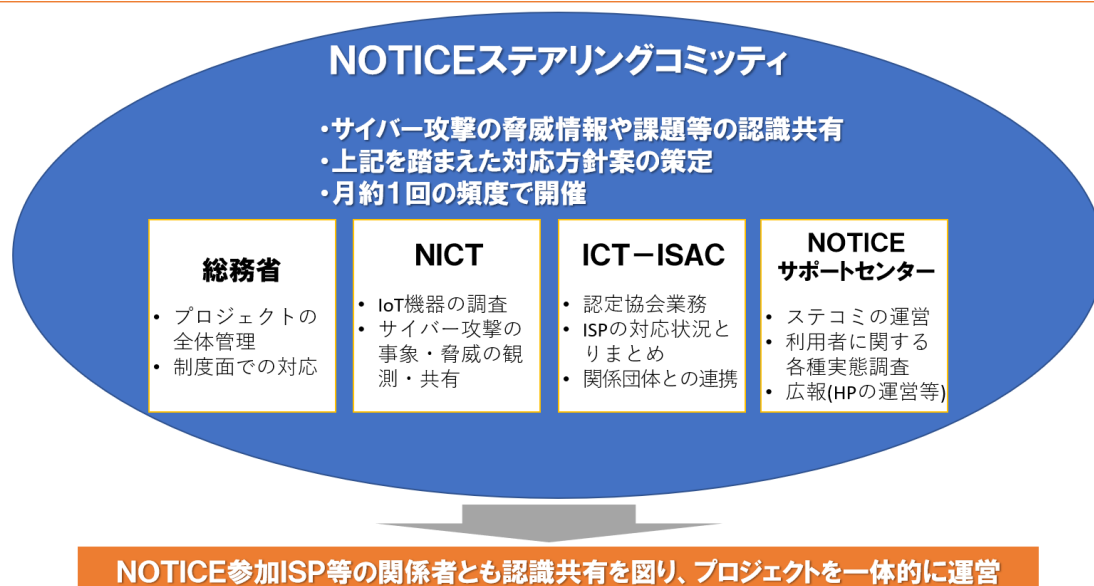 NOTICEステアリングコミッティ
・サイバー攻撃の脅威情報や課題等の認識共有
・上記を踏まえた対応方針案の策定
・月約1回の頻度で開催
総務省
• プロジェクトの
全体管理
• 制度面での対応
NICT
• IoT機器の調査
• サイバー攻撃の
事象・脅威の観
測・共有
ICT－ISAC
• 認定協会業務
• ISPの対応状況と
りまとめ
• 関係団体との連携
NOTICE
サポートセンター
• ステコミの運営
• 利用者に関する
各種実態調査
• 広報(HPの運営等)
NOTICE参加ISP等の関係者とも認識共有を図り、プロジェクトを一体的に運営